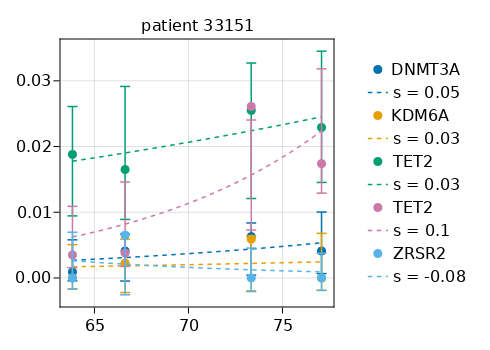 patient 33151
0.03
0.02
0.01
0.00
65
70
75
DNMT3A
s = 0.05
KDM6A
s = 0.03
TET2
s = 0.03
TET2
s = 0.1
ZRSR2
s = -0.08